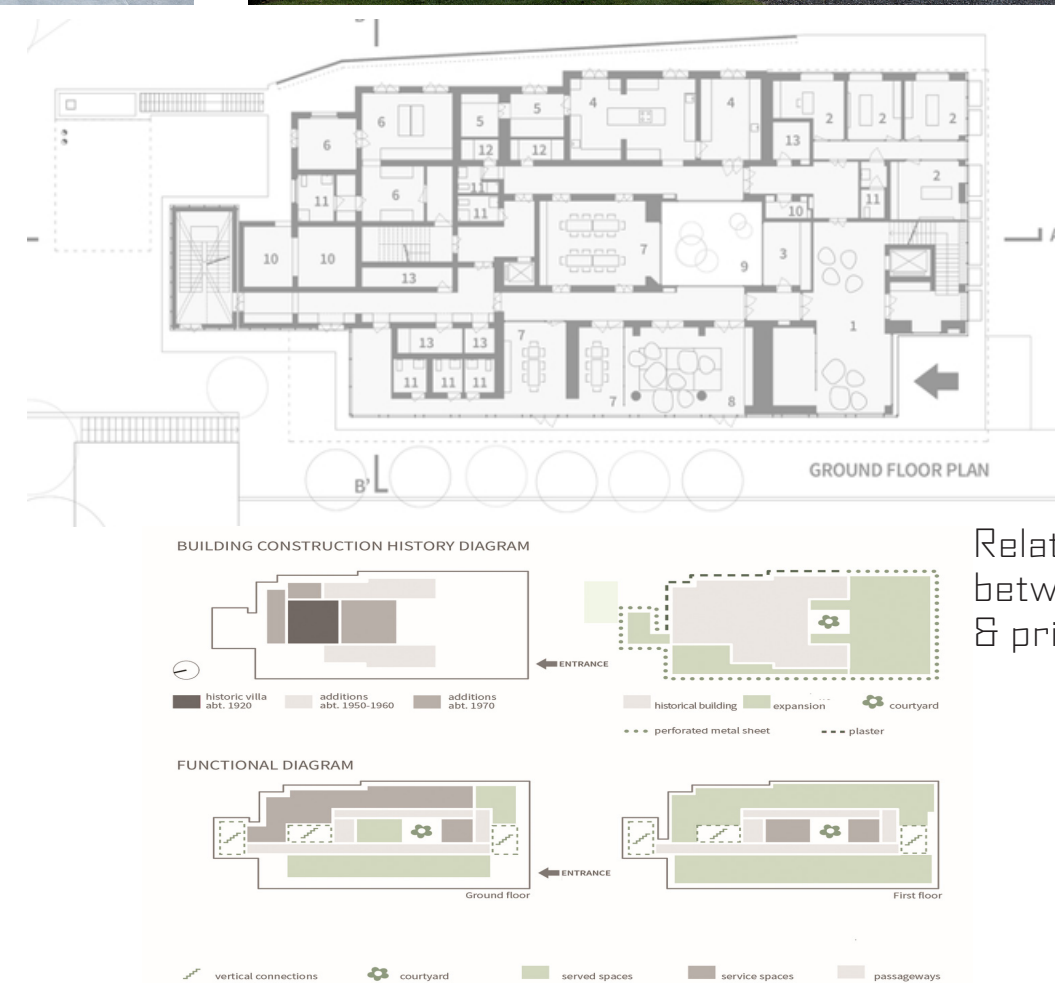 6
6
6
11
5
5
12
12
11
11
4
4
13
2
2
2
2
11
10
10
10
13
7
9
3
1
13
13
7
11
11
11
7
8
B'
A
GROUND FLOOR PLAN
BUILDING CONSTRUCTION HISTORY DIAGRAM
ENTRANCE
historic villa
abt. 1920
additions
abt. 1950-1960
additions
abt. 1970
historical building
expansion
courtyard
perforated metal sheet
plaster
FUNCTIONAL DIAGRAM
ENTRANCE
Ground floor
First floor
vertical connections
courtyard
served spaces
service spaces
passageways
&